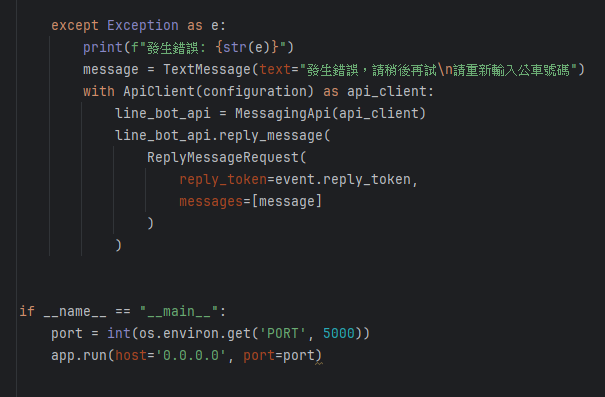 except Exception as e:
print(f"發生錯誤: {str(e)}")
message = TextMessage(text="發生錯誤，請稍後再試\n請重新輸入公車號碼")
with ApiClient(configuration) as api_client:
line_bot_api = MessagingApi(api_client)
line_bot_api.reply_message(
ReplyMessageRequest(
reply_token=event.reply_token,
messages=[message]
)
)
if __name__ == "__main__":
port = int(os.environ.get('PORT', 5000))
app.run(host='0.0.0.0', port=port)